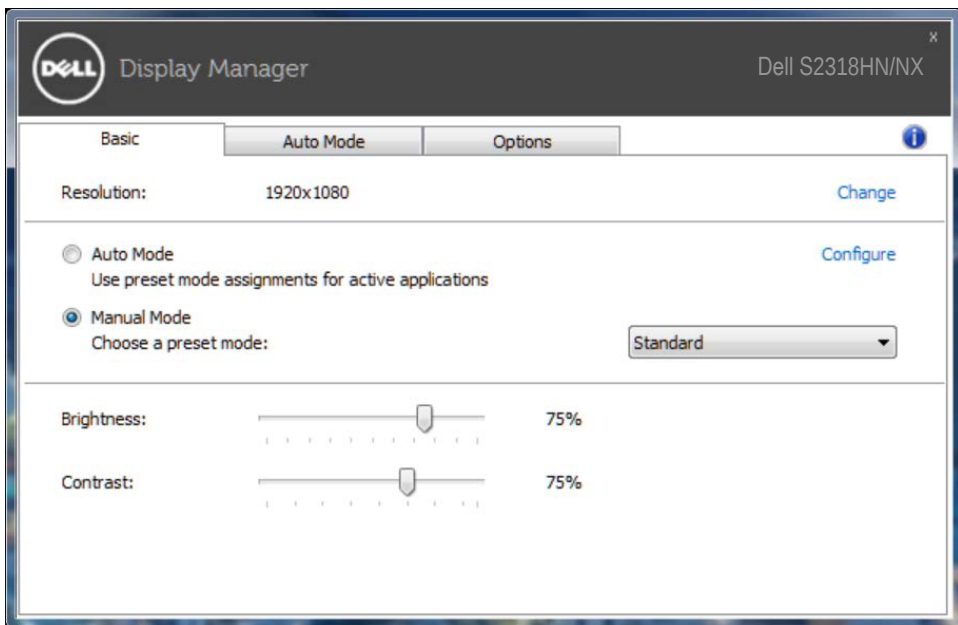 DELL Display Manager Dell S2318HN/NX x
Basic Auto Mode Options i
Resolution: 1920x1080 Change
Auto Mode Configure
Use preset mode assignments for active applications
Manual Mode
Choose a preset mode: Standard
Brightness: 75%
Contrast: 75%